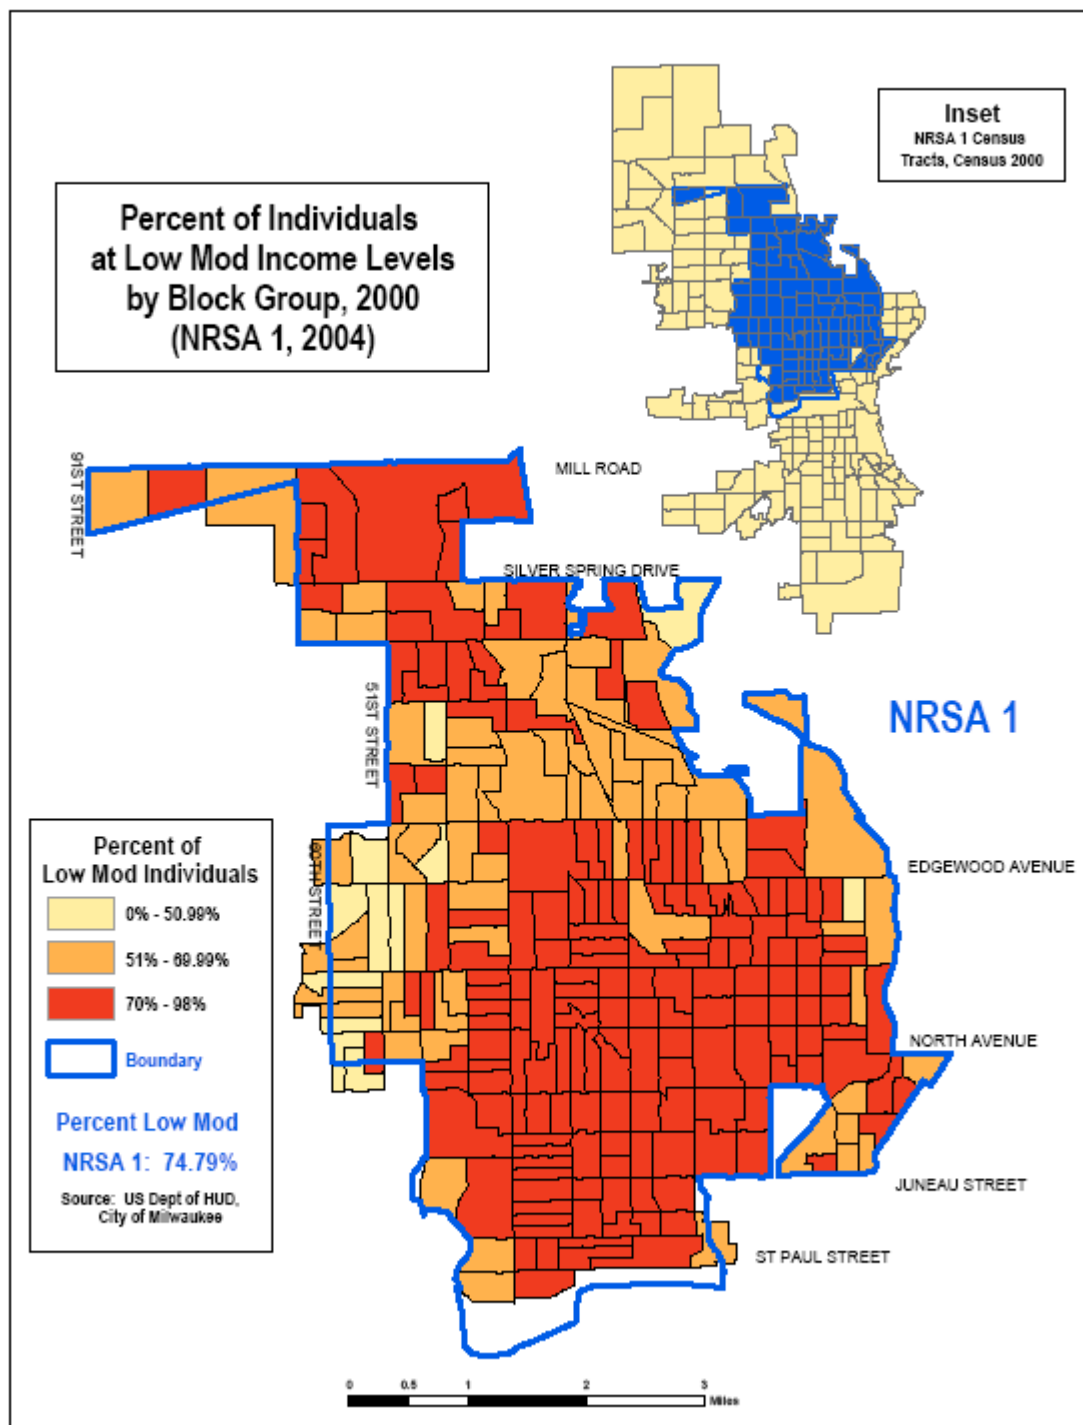 Inset
NRSA 1 Census
Tracts, Census 2000
Percent of Individuals
at Low Mod Income Levels
by Block Group, 2000
(NRSA 1, 2004)
91ST STREET
MILL ROAD
SILVER SPRING DRIVE
51ST STREET
NRSA 1
60TH STREET
EDGEWOOD AVENUE
NORTH AVENUE
JUNEAU STREET
ST PAUL STREET
Percent of
Low Mod Individuals
0% - 50.99%
51% - 69.99%
70% - 98%
Boundary
Percent Low Mod
NRSA 1: 74.79%
Source: US Dept of HUD,
City of Milwaukee
0 0.5 1 2 3
Miles